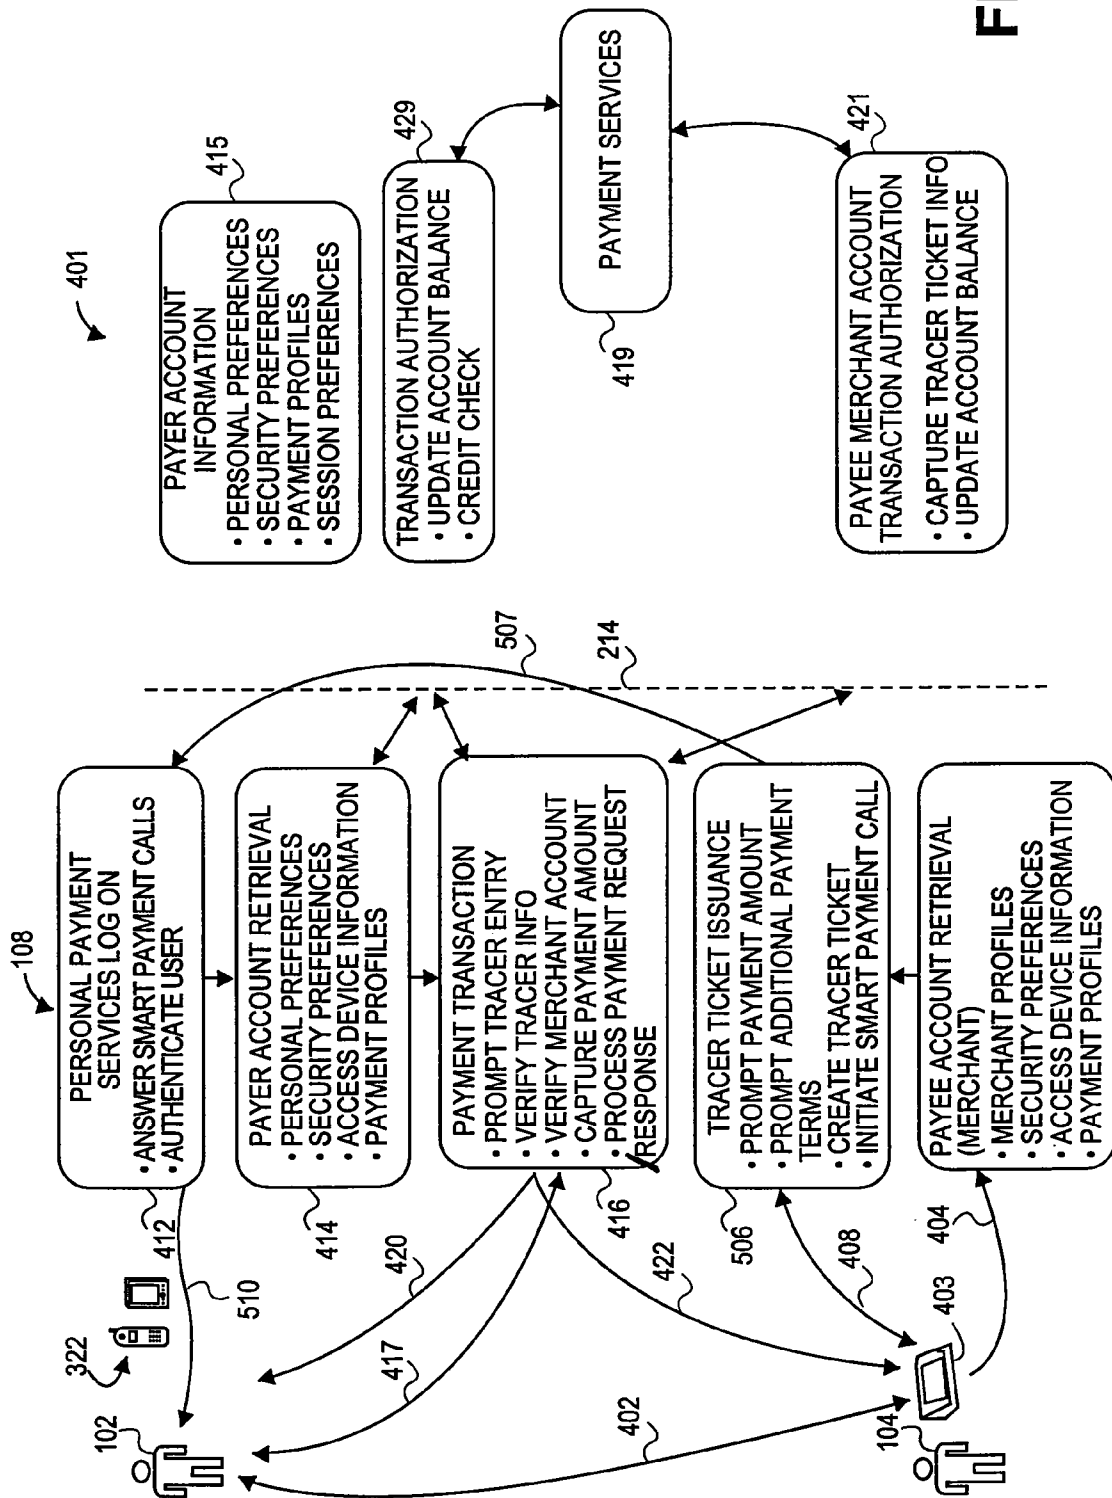 108
PERSONAL PAYMENT
SERVICES LOG ON
• ANSWER SMART PAYMENT CALLS
• AUTHENTICATE USER
412
510
322
102
PAYER ACCOUNT RETRIEVAL
• PERSONAL PREFERENCES
• SECURITY PREFERENCES
• ACCESS DEVICE INFORMATION
• PAYMENT PROFILES
414
420
417
PAYMENT TRANSACTION
• PROMPT TRACER ENTRY
• VERIFY TRACER INFO
• VERIFY MERCHANT ACCOUNT
• CAPTURE PAYMENT AMOUNT
• PROCESS PAYMENT REQUEST
RESPONSE
416
422
402
TRACER TICKET ISSUANCE
• PROMPT PAYMENT AMOUNT
• PROMPT ADDITIONAL PAYMENT
TERMS
• CREATE TRACER TICKET
• INITIATE SMART PAYMENT CALL
506
408
PAYEE ACCOUNT RETRIEVAL
(MERCHANT)
• MERCHANT PROFILES
• SECURITY PREFERENCES
• ACCESS DEVICE INFORMATION
• PAYMENT PROFILES
404
403
104
507
214
401
PAYER ACCOUNT
INFORMATION
• PERSONAL PREFERENCES
• SECURITY PREFERENCES
• PAYMENT PROFILES
• SESSION PREFERENCES
415
TRANSACTION AUTHORIZATION
• UPDATE ACCOUNT BALANCE
• CREDIT CHECK
429
PAYMENT SERVICES
419
PAYEE MERCHANT ACCOUNT
TRANSACTION AUTHORIZATION
• CAPTURE TRACER TICKET INFO
• UPDATE ACCOUNT BALANCE
421